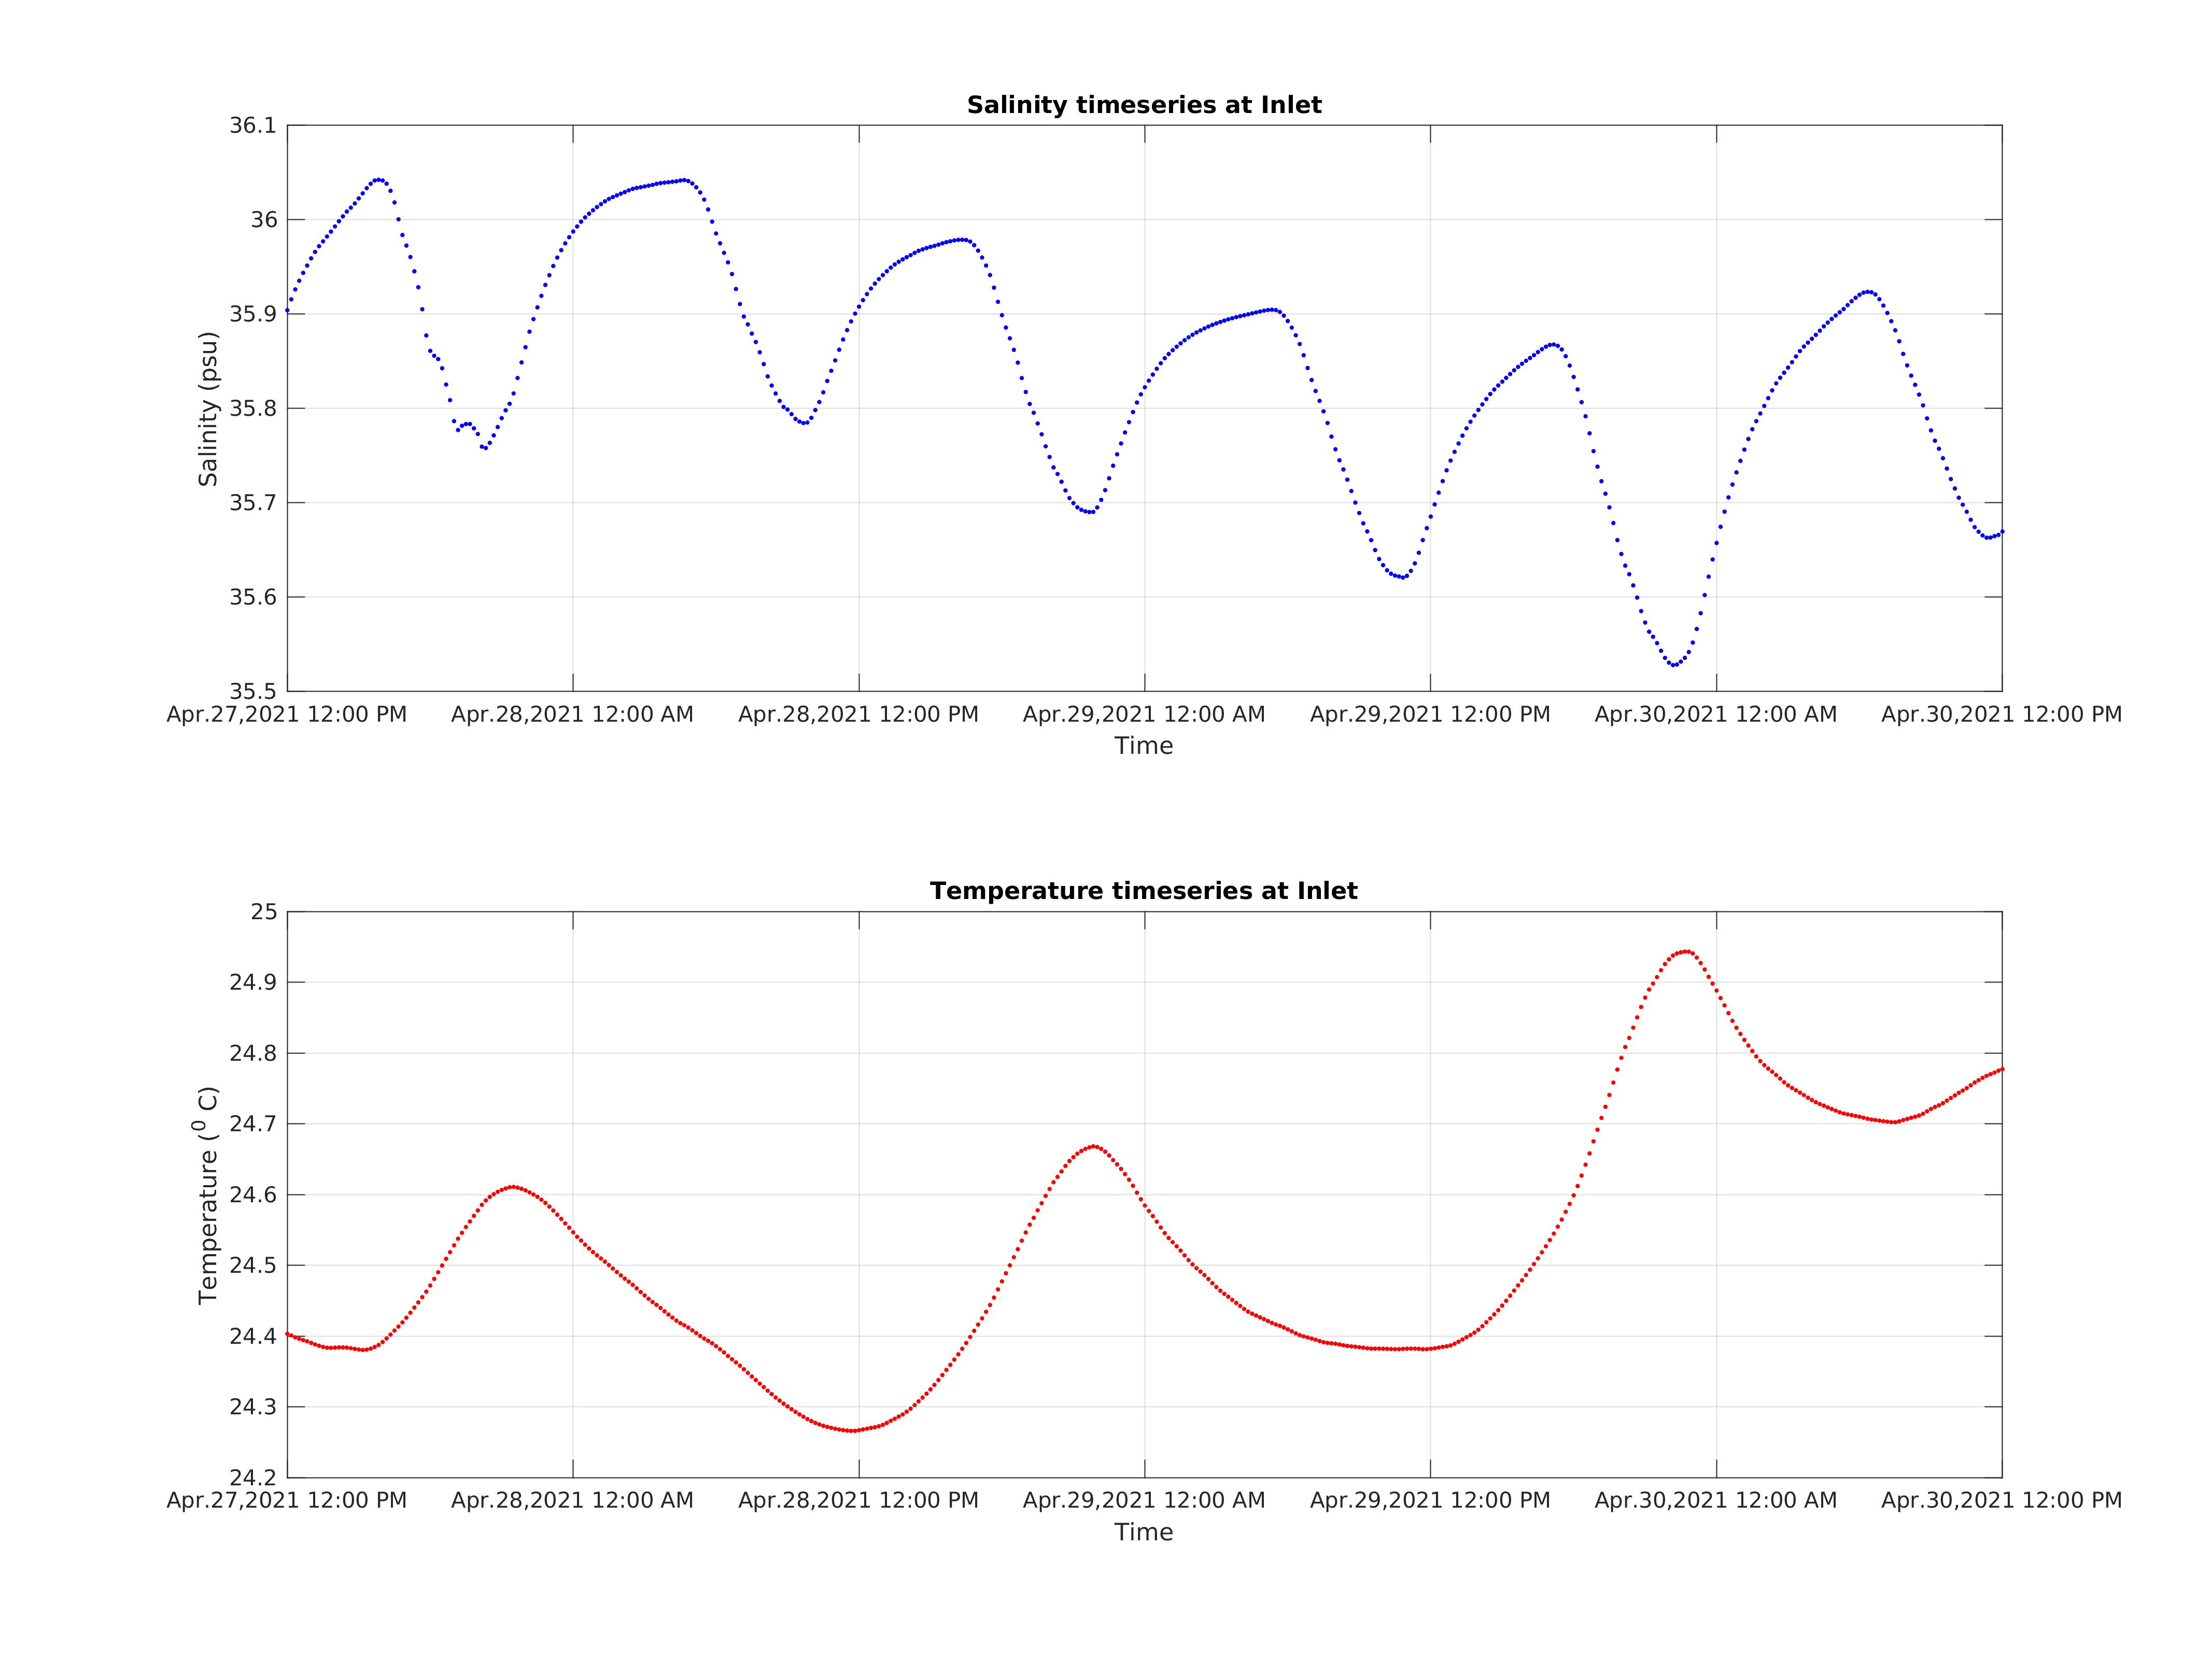 Salinity timeseries at Inlet
36.1
36
35.9
35.8
35.7
35.6
35.5
Salinity (psu)
Apr.27,2021 12:00 PM Apr.28,2021 12:00 AM Apr.28,2021 12:00 PM Apr.29,2021 12:00 AM Apr.29,2021 12:00 PM Apr.30,2021 12:00 AM Apr.30,2021 12:00 PM
Time
Temperature timeseries at Inlet
25
24.9
24.8
24.7
24.6
24.5
24.4
24.3
24.2
Temperature (⁰ C)
Apr.27,2021 12:00 PM Apr.28,2021 12:00 AM Apr.28,2021 12:00 PM Apr.29,2021 12:00 AM Apr.29,2021 12:00 PM Apr.30,2021 12:00 AM Apr.30,2021 12:00 PM
Time